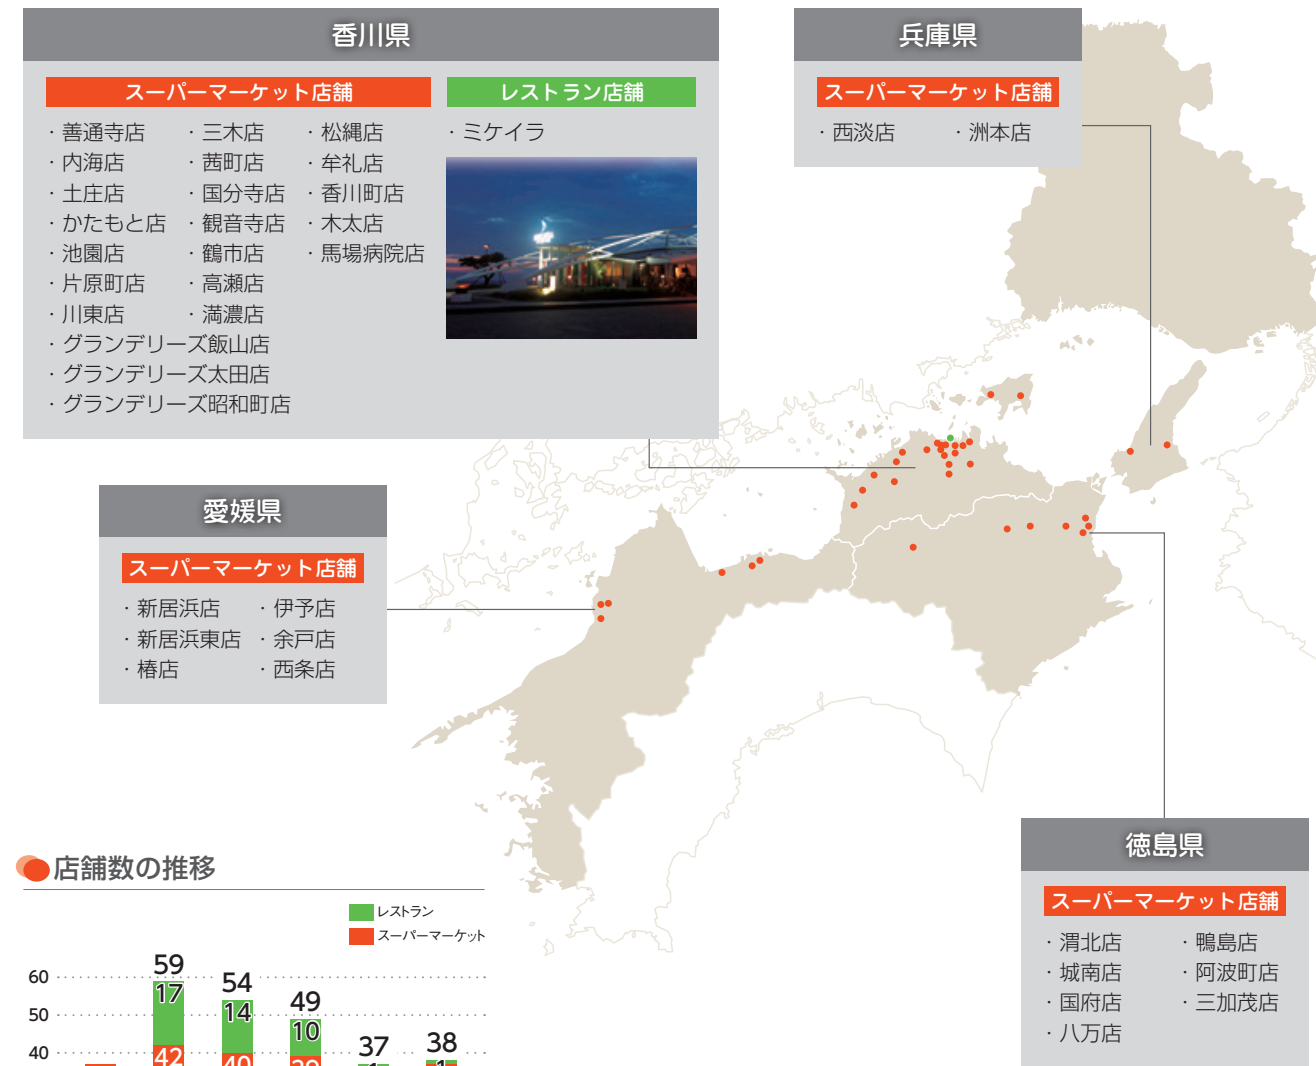 香川県
スーパーマーケット店舗
・善通寺店 ・三木店 ・松縄店
・内海店 ・茜町店 ・牟礼店
・土庄店 ・国分寺店 ・香川町店
・かたもと店 ・観音寺店 ・木太店
・池園店 ・鶴市店 ・馬場病院店
・片原町店 ・高瀬店
・川東店 ・満濃店
・グランデリーズ飯山店
・グランデリーズ太田店
・グランデリーズ昭和町店
レストラン店舗
・ミケイラ
兵庫県
スーパーマーケット店舗
・西淡店 ・洲本店
愛媛県
スーパーマーケット店舗
・新居浜店 ・伊予店
・新居浜東店 ・余戸店
・椿店 ・西条店
徳島県
スーパーマーケット店舗
・渭北店 ・鴨島店
・城南店 ・阿波町店
・国府店 ・三加茂店
・八万店
店舗数の推移
レストラン
スーパーマーケット
60
50
40
59
17
42
54
14
40
49
10
39
37
1
38
1